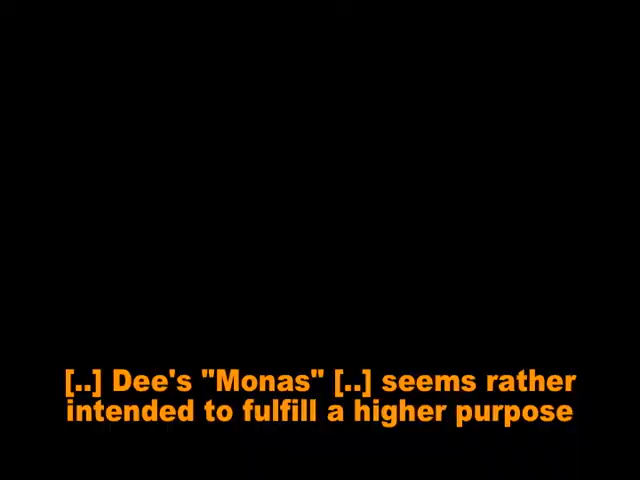 [..] Dee's "Monas" [..] seems rather
intended to fulfill a higher purpose